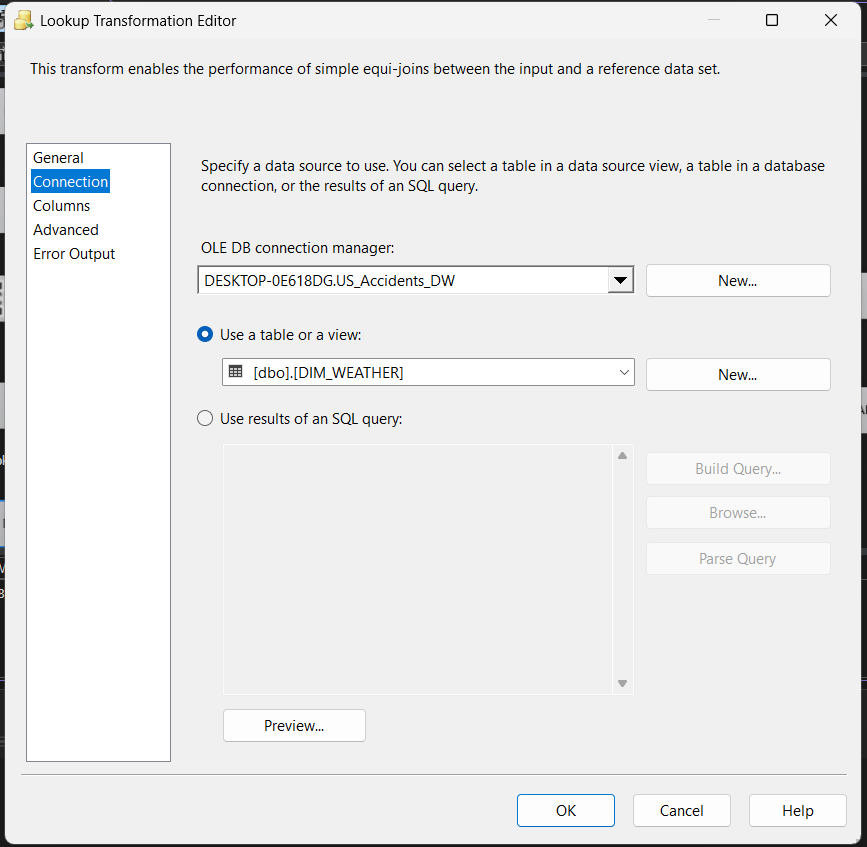 Lookup Transformation Editor
This transform enables the performance of simple equi-joins between the input and a reference data set.
General
Connection
Columns
Advanced
Error Output
Specify a data source to use. You can select a table in a data source view, a table in a database
connection, or the results of an SQL query.
OLE DB connection manager:
DESKTOP-0E618DG.US_Accidents_DW
New...
Use a table or a view:
[dbo].[DIM_WEATHER]
New...
Use results of an SQL query:
Build Query...
Browse...
Parse Query
Preview...
OK
Cancel
Help